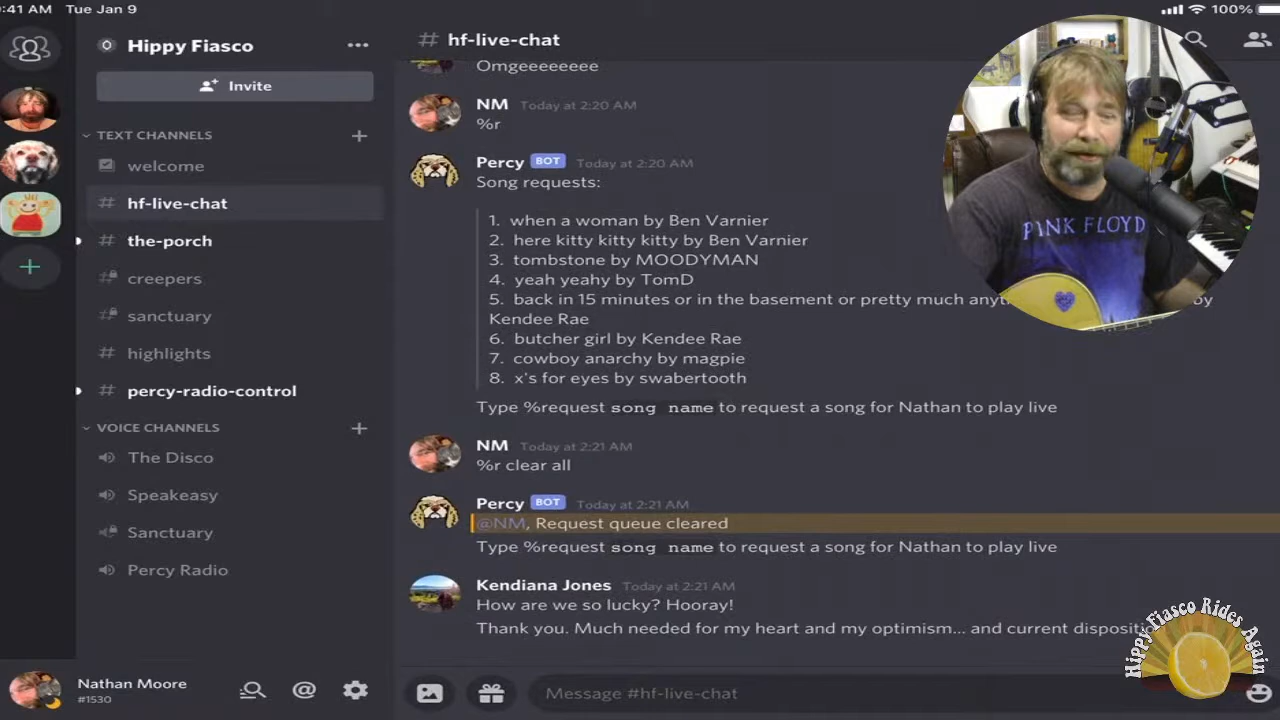 :41 AM Tue Jan 9
100%
Hippy Fiasco
Invite
TEXT CHANNELS
welcome
hf-live-chat
the-porch
creepers
sanctuary
highlights
percy-radio-control
VOICE CHANNELS
The Disco
Speakeasy
Sanctuary
Percy Radio
Nathan Moore
#1530
# hf-live-chat
Omgeeeeeeee
NM Today at 2:20 AM
%r
Percy BOT Today at 2:20 AM
Song requests:
1. when a woman by Ben Varnier
2. here kitty kitty kitty by Ben Varnier
3. tombstone by MOODYMAN
4. yeah yeahy by TomD
5. back in 15 minutes or in the basement or pretty much by
Kendee Rae
6. butcher girl by Kendee Rae
7. cowboy anarchy by magpie
8. x's for eyes by swabertooth
Type %request song name to request a song for Nathan to play live
NM Today at 2:21 AM
%r clear all
Percy BOT Today at 2:21 AM
@NM, Request queue cleared
Type %request song name to request a song for Nathan to play live
Kendiana Jones Today at 2:21 AM
How are we so lucky? Hooray!
Thank you. Much needed for my heart and my optimism... and current
Message #hf-live-chat
PINK FLOYD
Hippy Fiasco Rides Again